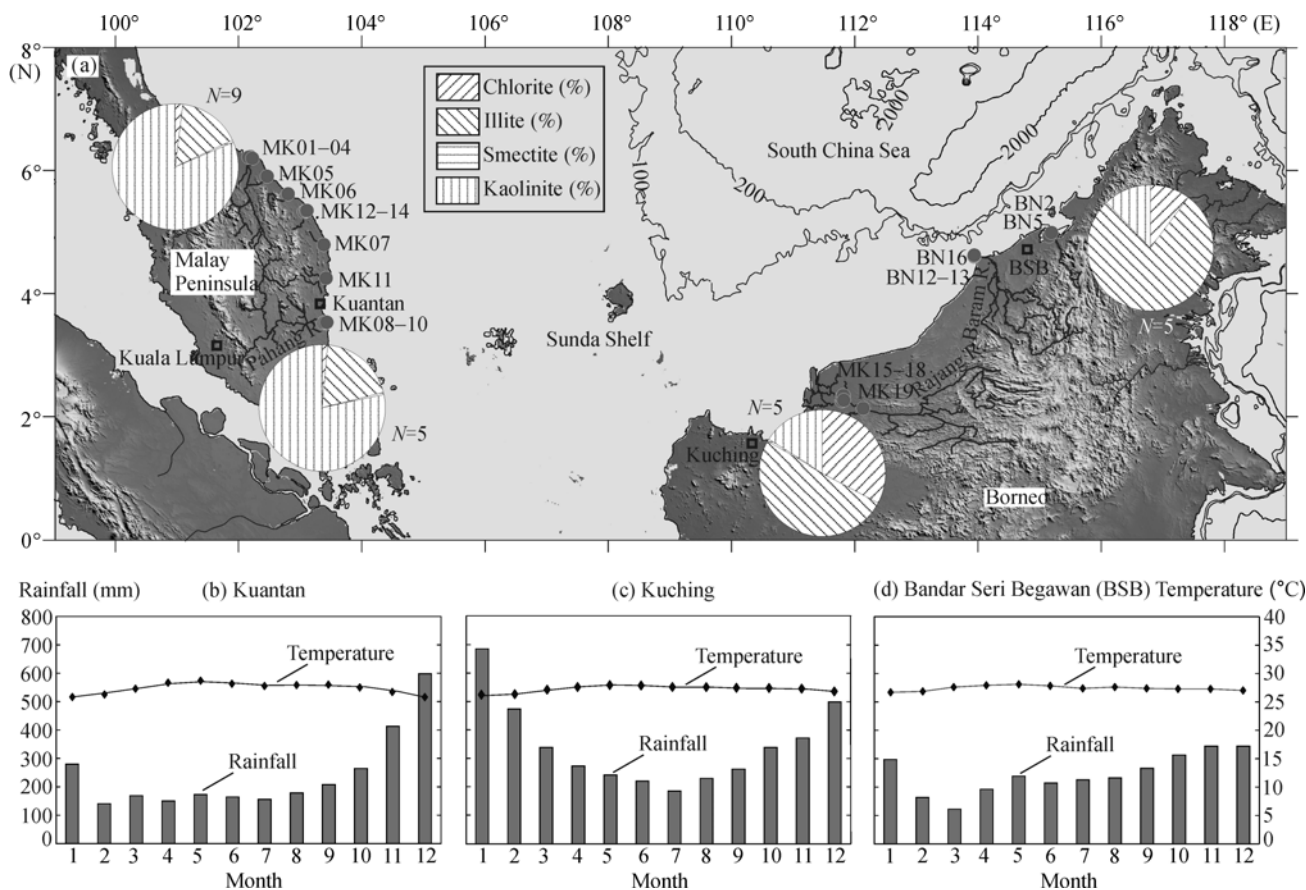 100° 102° 104° 106° 108° 110° 112° 114° 116° 118° (E)
8°
(N)
(a)
N=9
Chlorite (%)
Illite (%)
Smectite (%)
Kaolinite (%)
2000
2000
South China Sea
200
MK01–04
6°
MK05
MK06
MK12–14
MK07
Malay
Peninsula
MK11
BN2
BN5
BN16
BN12–13
BSB
4°
Kuantan
MK08–10
Kuala Lumpur
Pahang R.
Sunda Shelf
Baram R.
N=5
Rajang R.
MK15–18
MK19
2°
N=5
N=5
Kuching
Borneo
0°
Rainfall (mm) (b) Kuantan (c) Kuching (d) Bandar Seri Begawan (BSB) Temperature (°C)
800 40
700 35
600 30
500 25
400 20
300 15
200 10
100 5
0 0
Temperature Temperature Temperature
Rainfall Rainfall Rainfall
1 2 3 4 5 6 7 8 9 10 11 12 1 2 3 4 5 6 7 8 9 10 11 12 1 2 3 4 5 6 7 8 9 10 11 12
Month Month Month